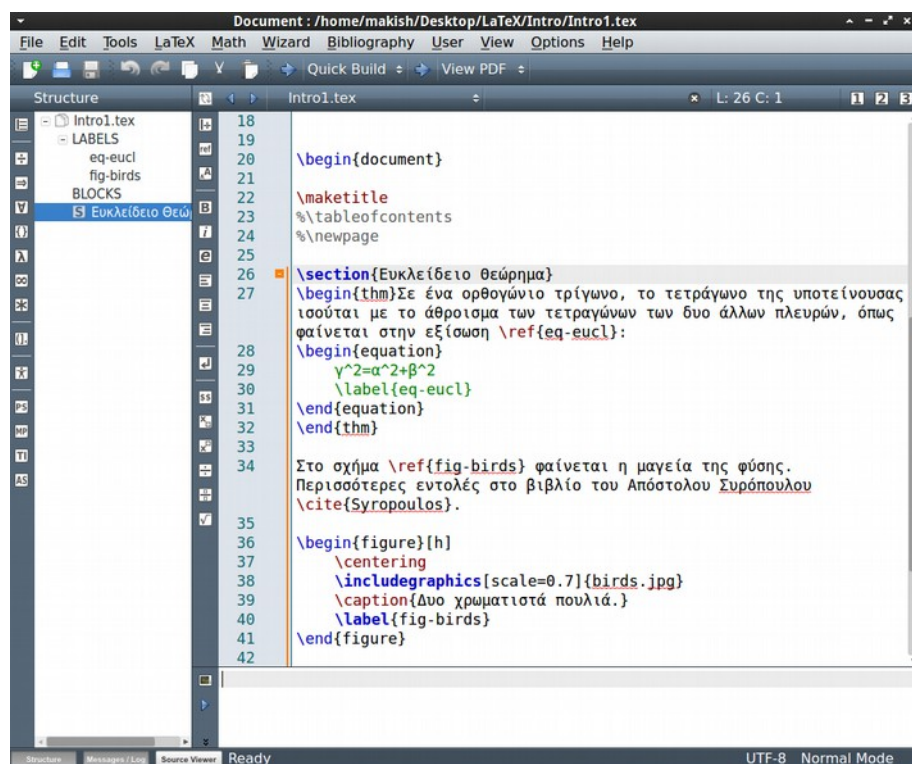 Document : /home/makish/Desktop/LaTeX/Intro/Intro1.tex
File Edit Tools LaTeX Math Wizard Bibliography User View Options Help
Quick Build View PDF
Structure Intro1.tex L: 26 C: 1 1 2 3
Intro1.tex
LABELS
eq-eucl
fig-birds
BLOCKS
S Ευκλείδειο Θεώ
18
19
20 \begin{document}
21
22 \maketitle
23 %\tableofcontents
24 %\newpage
25
26 \section{Ευκλείδειο Θεώρημα}
27 \begin{thm}Σε ένα ορθογώνιο τρίγωνο, το τετράγωνο της υποτείνουσας
ισούται με το άθροισμα των τετραγώνων των δυο άλλων πλευρών, όπως
φαίνεται στην εξίσωση \ref{eq-eucl}:
28 \begin{equation}
29 γ^2=α^2+β^2
30 \label{eq-eucl}
31 \end{equation}
32 \end{thm}
33
34 Στο σχήμα \ref{fig-birds} φαίνεται η μαγεία της φύσης.
Περισσότερες εντολές στο βιβλίο του Απόστολου Συρόπουλου
\cite{Syropoulos}.
35
36 \begin{figure}[h]
37 \centering
38 \includegraphics[scale=0.7]{birds.jpg}
39 \caption{Δυο χρωματιστά πουλιά.}
40 \label{fig-birds}
41 \end{figure}
42
Structure Messages / Log Source Viewer Ready UTF-8 Normal Mode